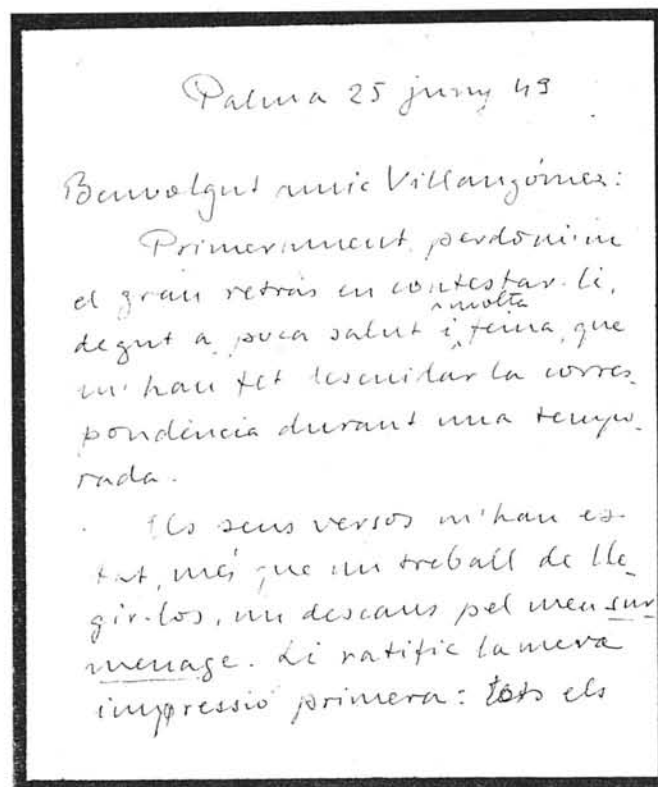 Palma 25 juny 49
Benvolgut amic Villangómez:
Primerament, perdoni'm
el gran retràs en contestar-li,
degut a poca salut i molta feina, que
m'han fet descuidar la corres-
pondència durant una tempo-
rada.
Els seus versos m'han es-
tat, més que un treball de lle-
gir-los, un descans pel meu sur-
menage. Li ratific la meva
impressió primera: tots els